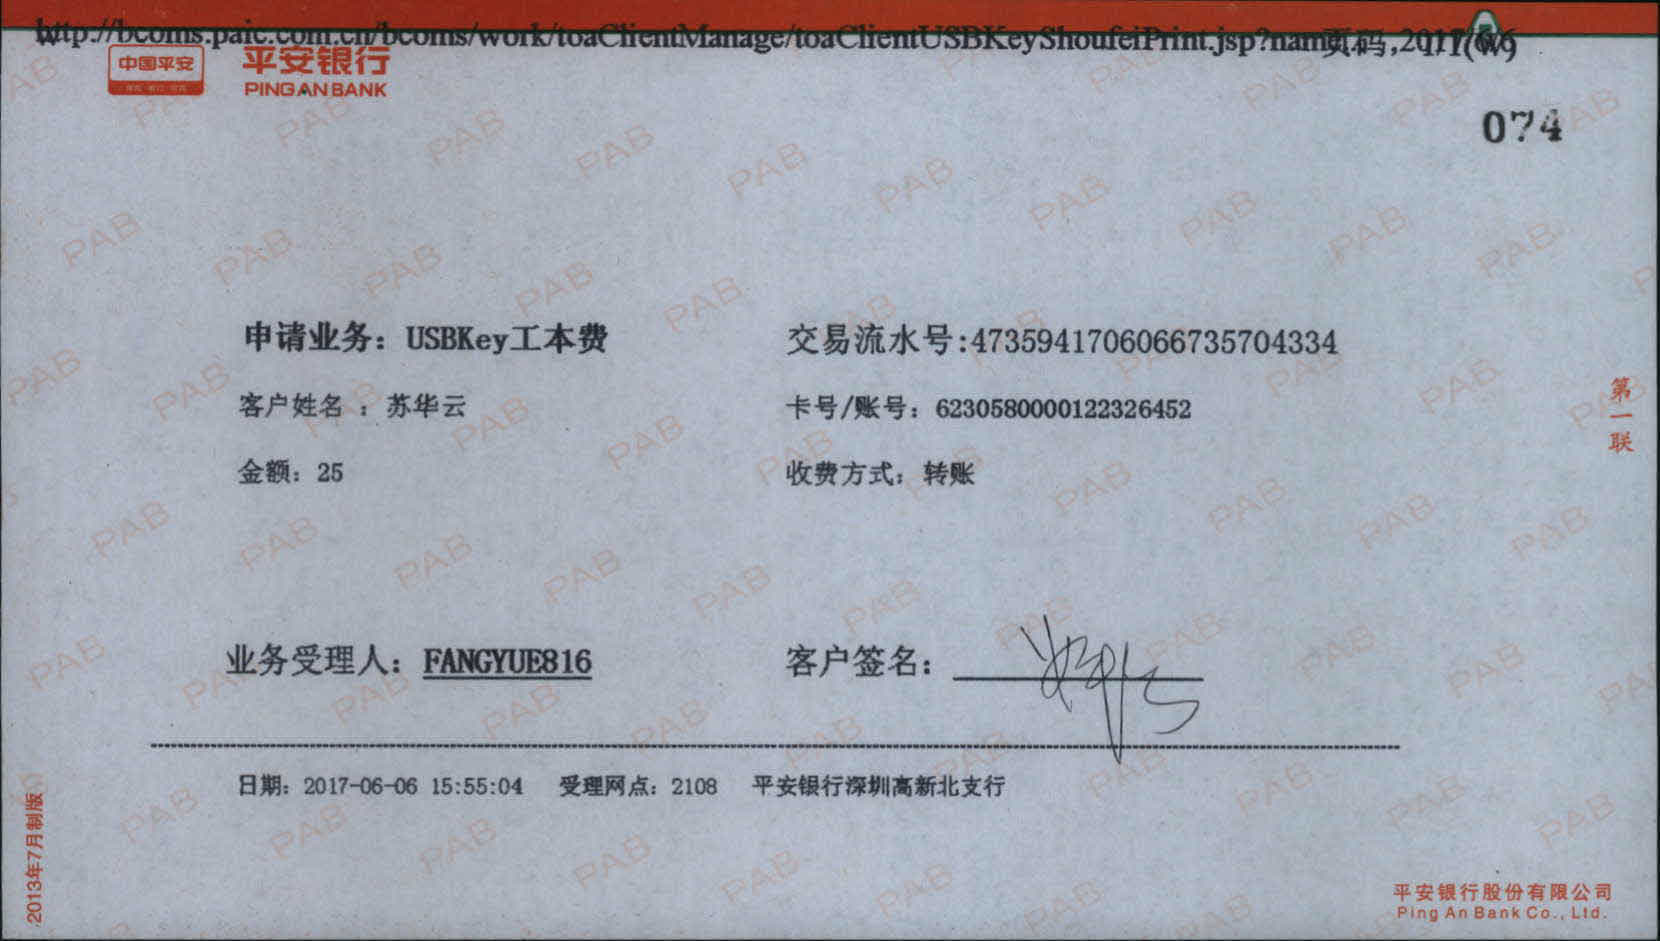 http://bcoms.paic.com.cn/bcoms/work/toaClientManage/toaClientUSBKeyShoufeiPrint.jsp?nam
页码,
中国平安
平安银行
PING AN BANK
074
申请业务: USBKey工本费
交易流水号:4735941706066735704334
客户姓名 : 苏华云
卡号/账号: 6230580000122326452
金额: 25
收费方式: 转账
第一联
业务受理人: FANGYUE816
客户签名:
日期: 2017-06-06 15:55:04 受理网点: 2108 平安银行深圳高新北支行
2013年7月制版
平安银行股份有限公司
Ping An Bank Co., Ltd.